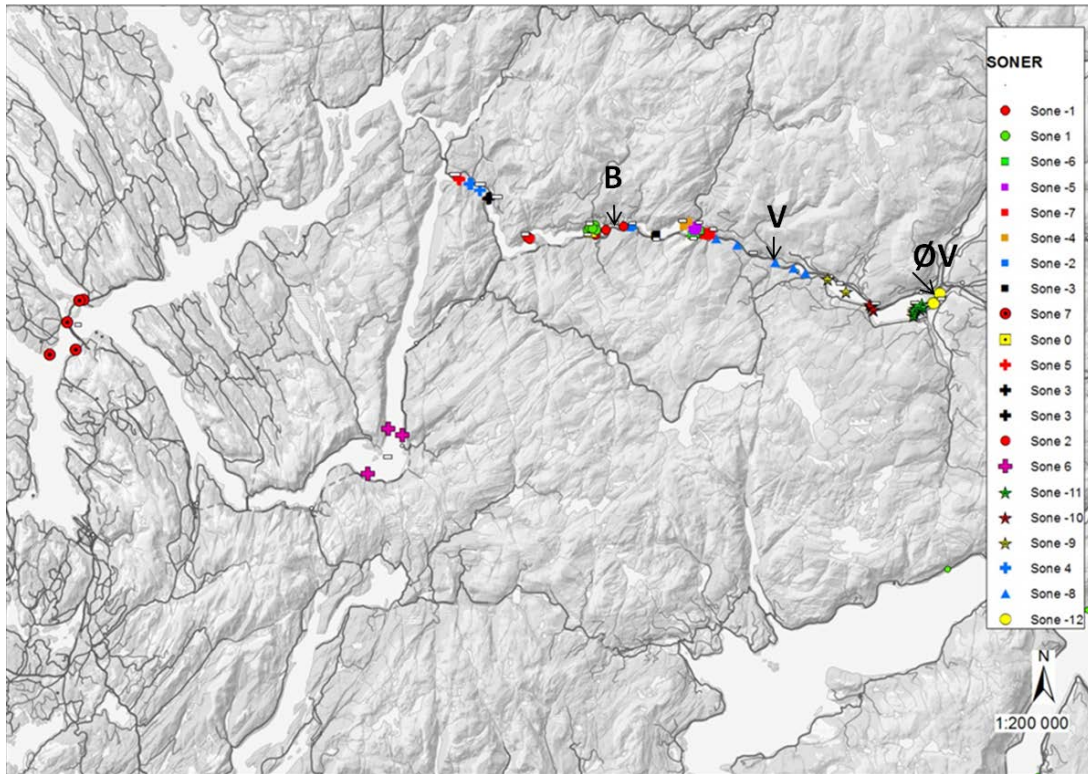 B
V
ØV
SONER
Sone -1
Sone 1
Sone -6
Sone -5
Sone -7
Sone -4
Sone -2
Sone -3
Sone 7
Sone 0
Sone 5
Sone 3
Sone 3
Sone 2
Sone 6
Sone -11
Sone -10
Sone -9
Sone 4
Sone -8
Sone -12
N
1:200 000